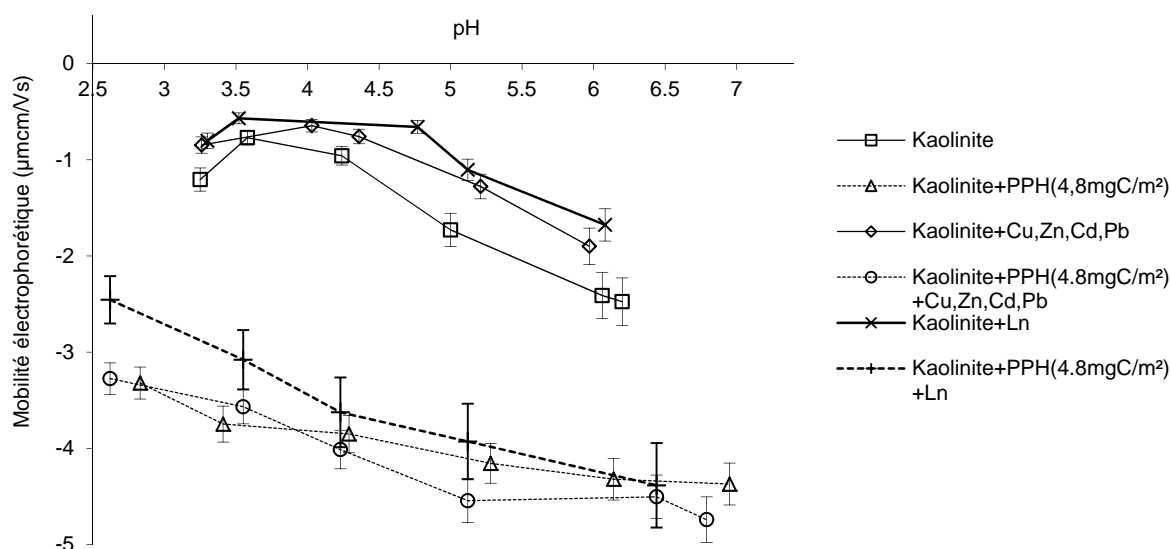 pH
0
2.5 3 3.5 4 4.5 5 5.5 6 6.5 7
-1
-2
-3
-4
-5
Mobilité électrophorétique (µmcm/Vs)
Kaolinite
Kaolinite+PPH(4,8mgC/m²)
Kaolinite+Cu,Zn,Cd,Pb
Kaolinite+PPH(4.8mgC/m²)
+Cu,Zn,Cd,Pb
Kaolinite+Ln
Kaolinite+PPH(4.8mgC/m²)
+Ln